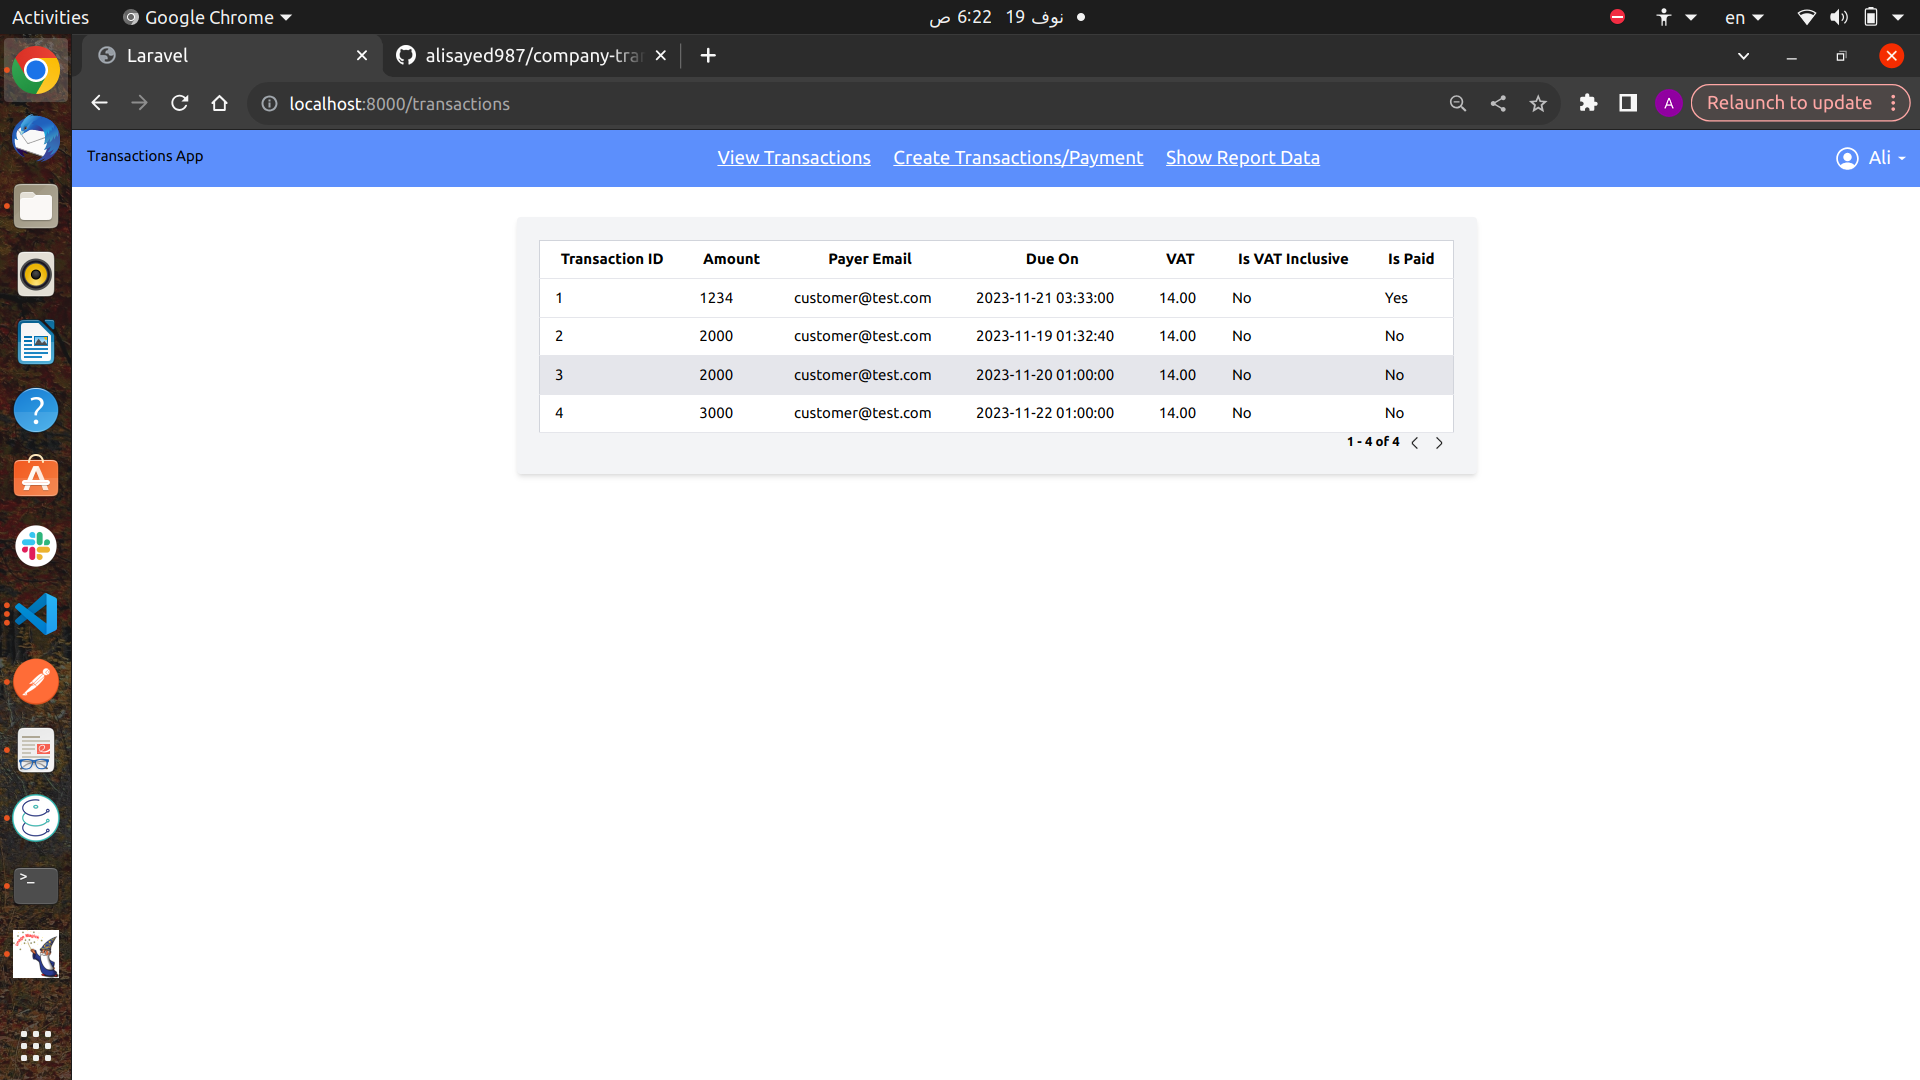 Activities Google Chrome 6:22 19 نوف ص en
Laravel alisayed987/company-tra
localhost:8000/transactions A Relaunch to update
Transactions App View Transactions Create Transactions/Payment Show Report Data Ali
Transaction ID Amount Payer Email Due On VAT Is VAT Inclusive Is Paid
1 1234 customer@test.com 2023-11-21 03:33:00 14.00 No Yes
2 2000 customer@test.com 2023-11-19 01:32:40 14.00 No No
3 2000 customer@test.com 2023-11-20 01:00:00 14.00 No No
4 3000 customer@test.com 2023-11-22 01:00:00 14.00 No No
1 - 4 of 4